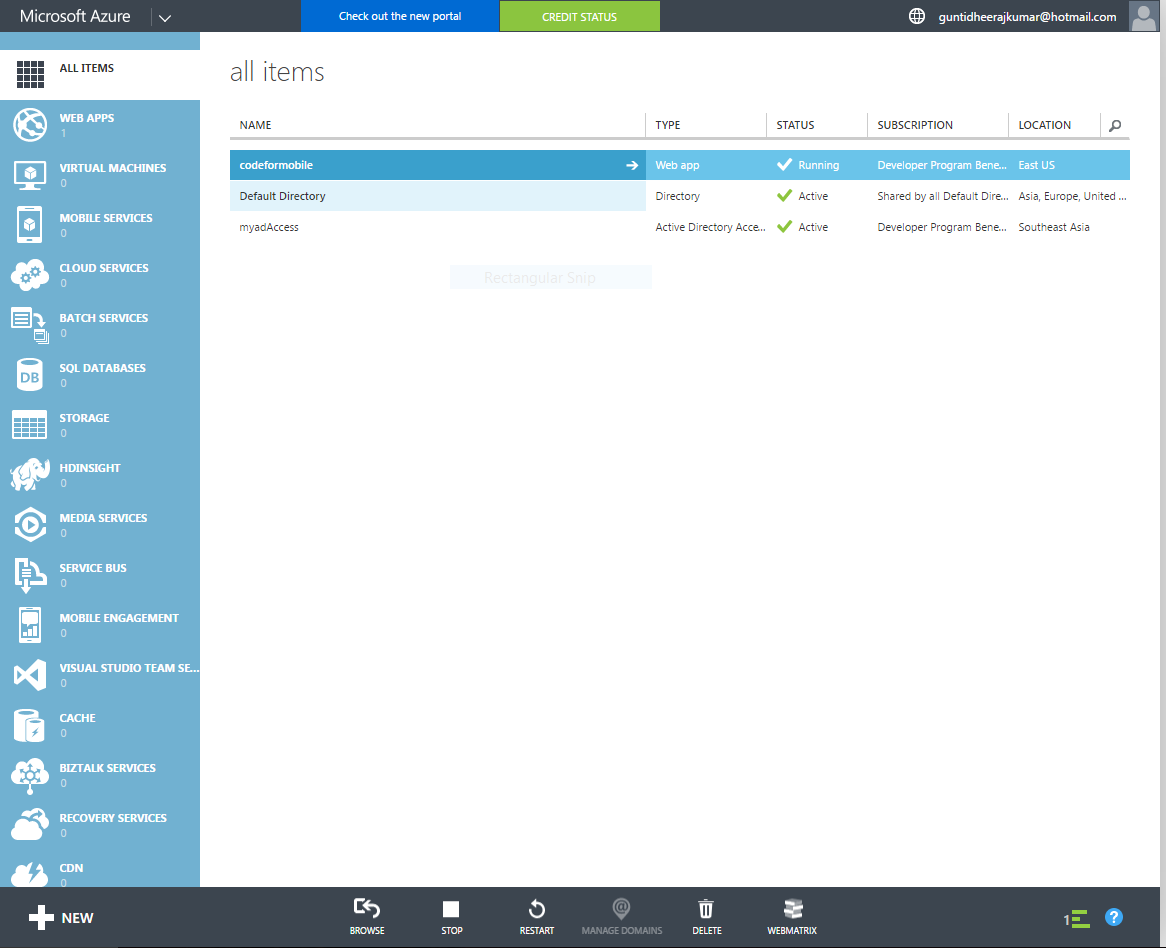 Microsoft Azure
Check out the new portal
CREDIT STATUS
guntidheerajkumar@hotmail.com
ALL ITEMS
WEB APPS
1
VIRTUAL MACHINES
0
MOBILE SERVICES
0
CLOUD SERVICES
0
BATCH SERVICES
0
DB
SQL DATABASES
0
STORAGE
0
HDINSIGHT
0
MEDIA SERVICES
0
SERVICE BUS
0
MOBILE ENGAGEMENT
0
VISUAL STUDIO TEAM SE...
0
CACHE
0
BIZTALK SERVICES
0
RECOVERY SERVICES
0
CDN
0
all items
NAME TYPE STATUS SUBSCRIPTION LOCATION
codeformobile Web app Running Developer Program Bene... East US
Default Directory Directory Active Shared by all Default Dire... Asia, Europe, United ...
myadAccess Active Directory Acce... Active Developer Program Bene... Southeast Asia
Rectangular Snip
NEW
BROWSE
STOP
RESTART
MANAGE DOMAINS
DELETE
WEBMATRIX
1
?